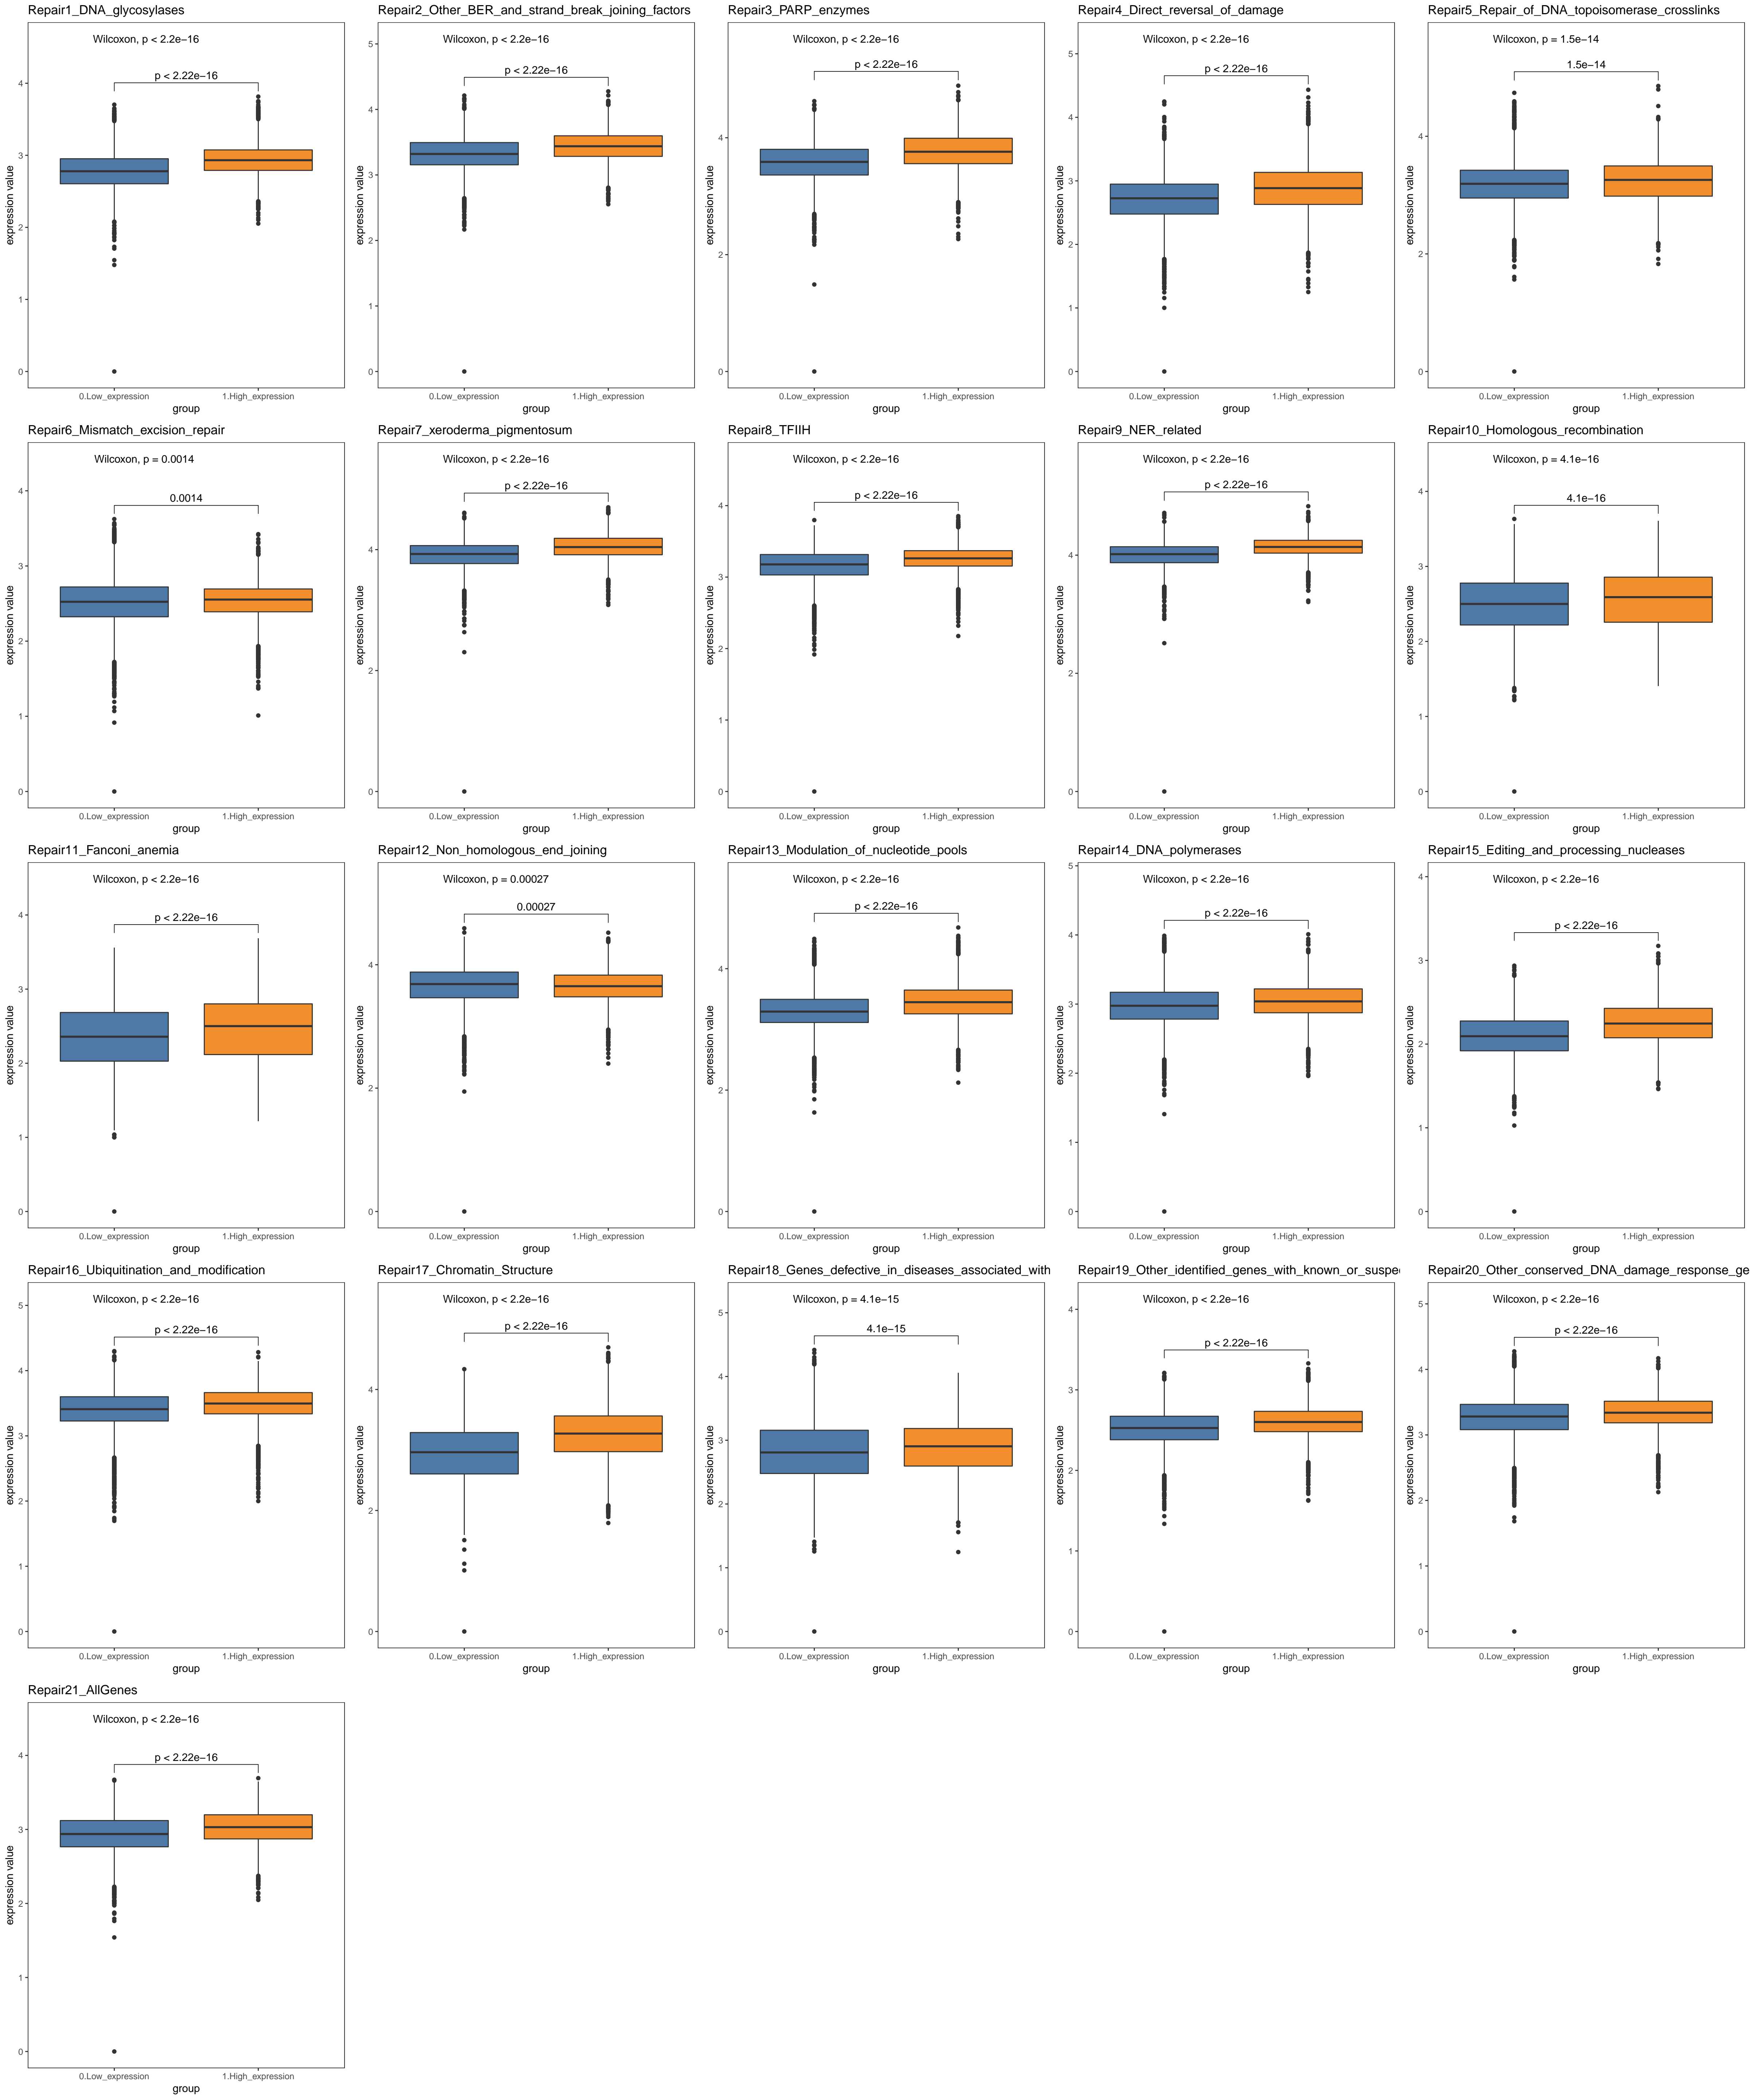 Repair1_DNA_glycosylases
Wilcoxon, p < 2.2e−16
p < 2.22e−16
4
3
2
1
0
expression value
0.Low_expression 1.High_expression
group
Repair2_Other_BER_and_strand_break_joining_factors
Wilcoxon, p < 2.2e−16
p < 2.22e−16
5
4
3
2
1
0
expression value
0.Low_expression 1.High_expression
group
Repair3_PARP_enzymes
Wilcoxon, p < 2.2e−16
p < 2.22e−16
4
2
0
expression value
0.Low_expression 1.High_expression
group
Repair4_Direct_reversal_of_damage
Wilcoxon, p < 2.2e−16
p < 2.22e−16
5
4
3
2
1
0
expression value
0.Low_expression 1.High_expression
group
Repair5_Repair_of_DNA_topoisomerase_crosslinks
Wilcoxon, p = 1.5e−14
1.5e−14
4
2
0
expression value
0.Low_expression 1.High_expression
group
Repair6_Mismatch_excision_repair
Wilcoxon, p = 0.0014
0.0014
4
3
2
1
0
expression value
0.Low_expression 1.High_expression
group
Repair7_xeroderma_pigmentosum
Wilcoxon, p < 2.2e−16
p < 2.22e−16
4
2
0
expression value
0.Low_expression 1.High_expression
group
Repair8_TFIIH
Wilcoxon, p < 2.2e−16
p < 2.22e−16
4
3
2
1
0
expression value
0.Low_expression 1.High_expression
group
Repair9_NER_related
Wilcoxon, p < 2.2e−16
p < 2.22e−16
4
2
0
expression value
0.Low_expression 1.High_expression
group
Repair10_Homologous_recombination
Wilcoxon, p = 4.1e−16
4.1e−16
4
3
2
1
0
expression value
0.Low_expression 1.High_expression
group
Repair11_Fanconi_anemia
Wilcoxon, p < 2.2e−16
p < 2.22e−16
4
3
2
1
0
expression value
0.Low_expression 1.High_expression
group
Repair12_Non_homologous_end_joining
Wilcoxon, p = 0.00027
0.00027
4
2
0
expression value
0.Low_expression 1.High_expression
group
Repair13_Modulation_of_nucleotide_pools
Wilcoxon, p < 2.2e−16
p < 2.22e−16
4
2
0
expression value
0.Low_expression 1.High_expression
group
Repair14_DNA_polymerases
Wilcoxon, p < 2.2e−16
p < 2.22e−16
5
4
3
2
1
0
expression value
0.Low_expression 1.High_expression
group
Repair15_Editing_and_processing_nucleases
Wilcoxon, p < 2.2e−16
p < 2.22e−16
4
3
2
1
0
expression value
0.Low_expression 1.High_expression
group
Repair16_Ubiquitination_and_modification
Wilcoxon, p < 2.2e−16
p < 2.22e−16
5
4
3
2
1
0
expression value
0.Low_expression 1.High_expression
group
Repair17_Chromatin_Structure
Wilcoxon, p < 2.2e−16
p < 2.22e−16
4
2
0
expression value
0.Low_expression 1.High_expression
group
Repair18_Genes_defective_in_diseases_associated_with
Wilcoxon, p = 4.1e−15
4.1e−15
5
4
3
2
1
0
expression value
0.Low_expression 1.High_expression
group
Repair19_Other_identified_genes_with_known_or_suspe
Wilcoxon, p < 2.2e−16
p < 2.22e−16
4
3
2
1
0
expression value
0.Low_expression 1.High_expression
group
Repair20_Other_conserved_DNA_damage_response_ge
Wilcoxon, p < 2.2e−16
p < 2.22e−16
5
4
3
2
1
0
expression value
0.Low_expression 1.High_expression
group
Repair21_AllGenes
Wilcoxon, p < 2.2e−16
p < 2.22e−16
4
3
2
1
0
expression value
0.Low_expression 1.High_expression
group